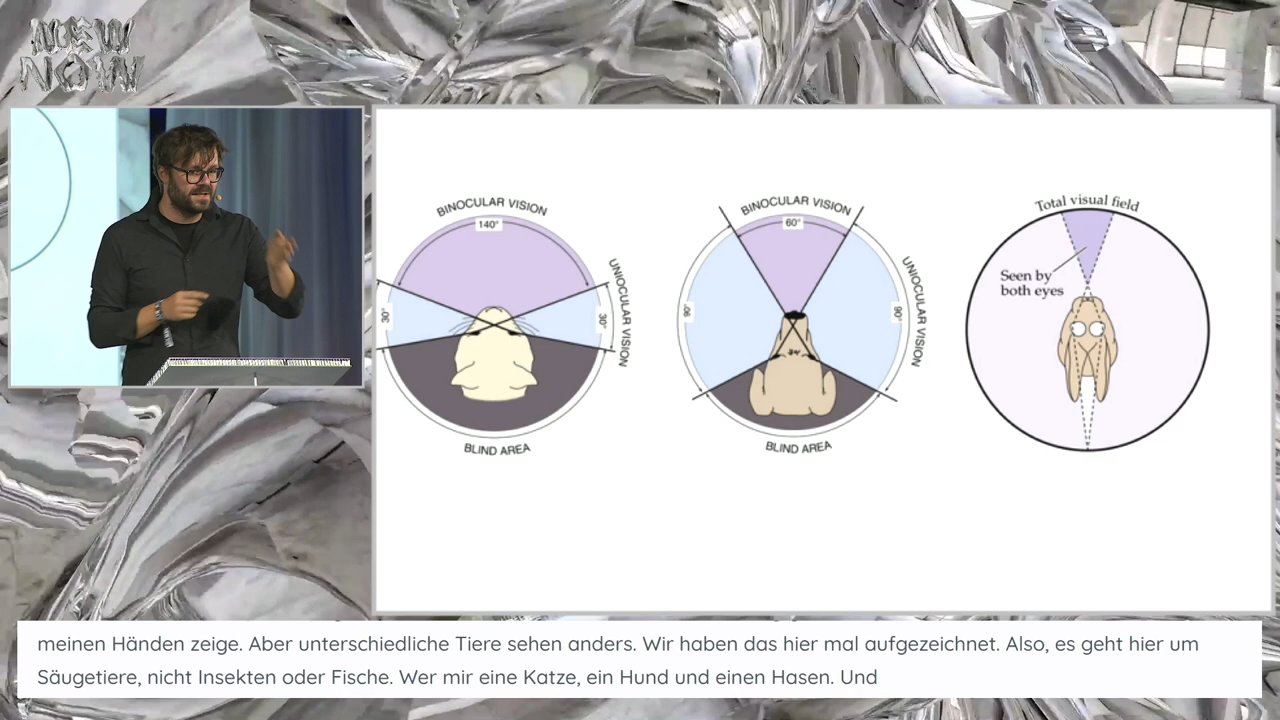 NEW
NOW
BINOCULAR VISION
140°
30°
30°
UNIOCULAR VISION
BLIND AREA
BINOCULAR VISION
60°
90°
90°
UNIOCULAR VISION
BLIND AREA
Total visual field
Seen by
both eyes
meinen Händen zeige. Aber unterschiedliche Tiere sehen anders. Wir haben das hier mal aufgezeichnet. Also, es geht hier um
Säugetiere, nicht Insekten oder Fische. Wer mir eine Katze, ein Hund und einen Hasen. Und